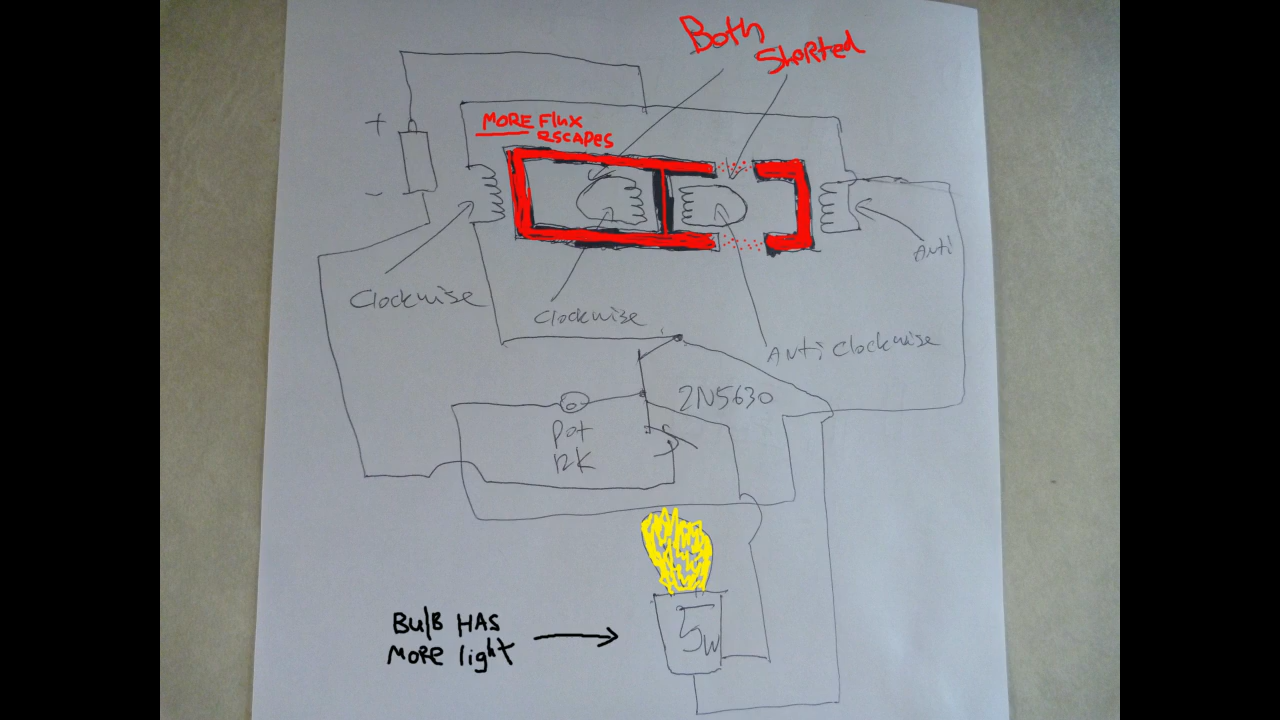 Both
Shorted
+
MORE Flux
escapes
-
Clockwise
Clockwise
Anti
Anti Clockwise
2N5630
Pot
12K
5W
Bulb HAS
More light